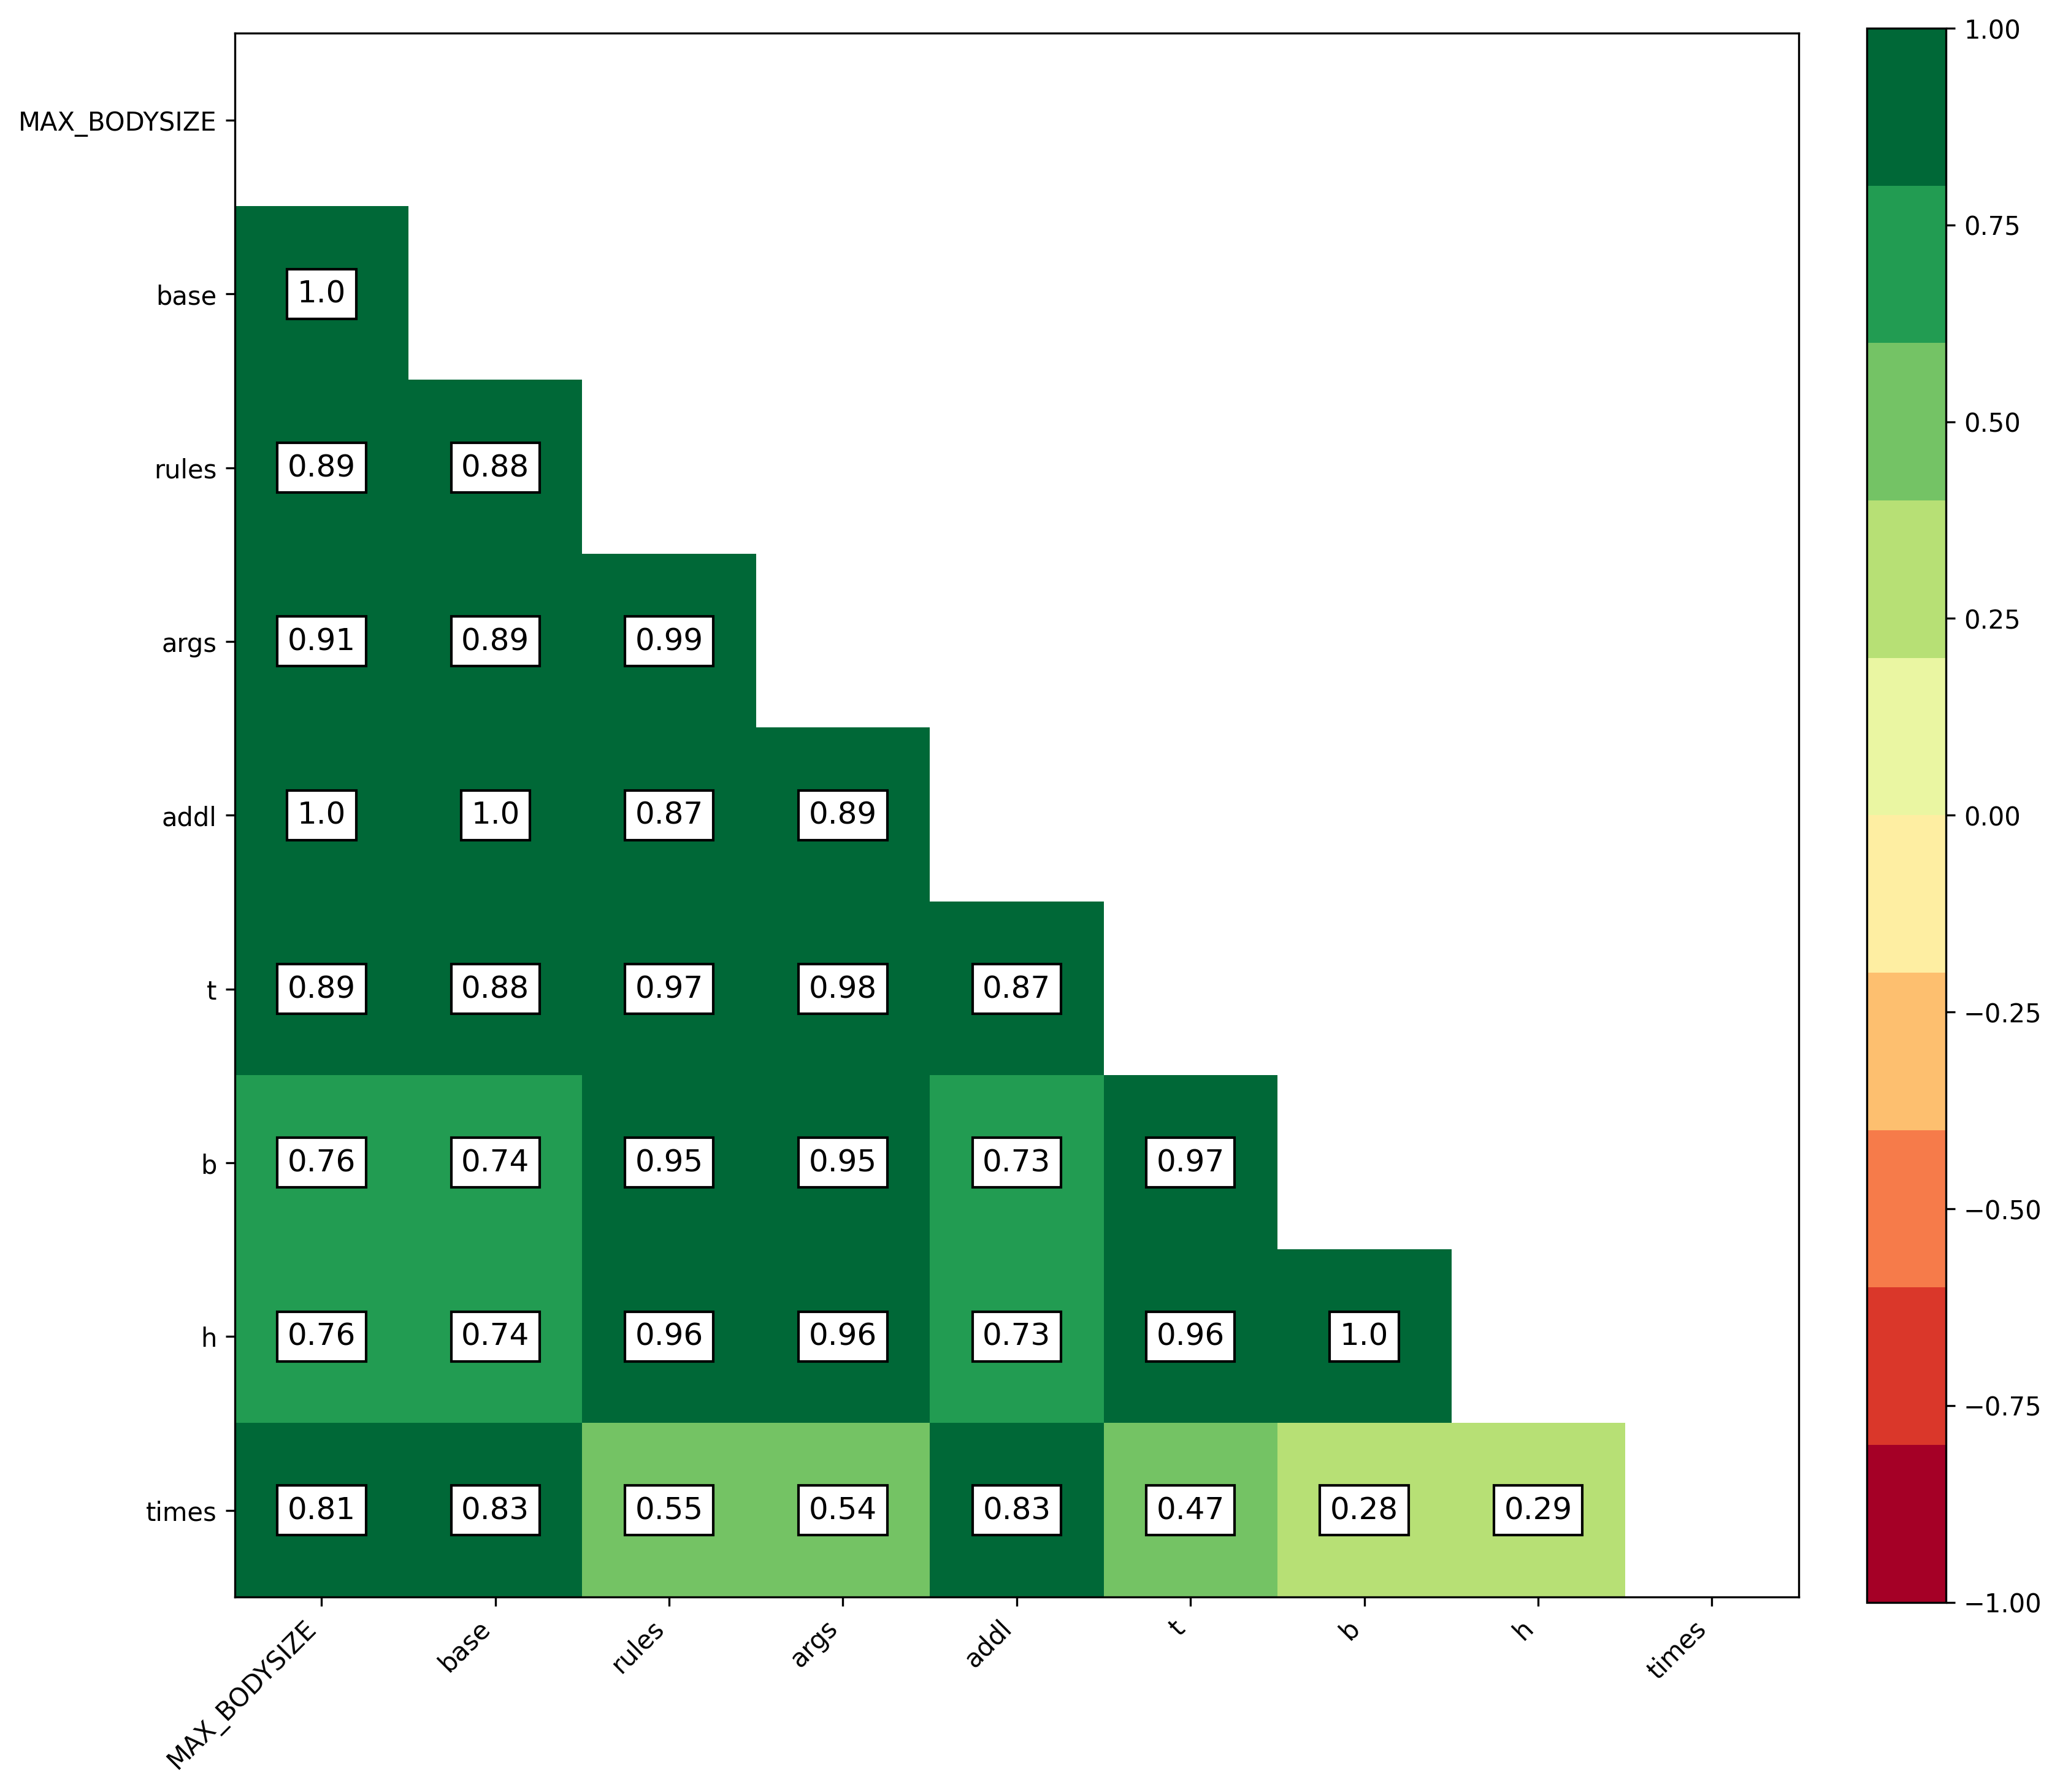 MAX_BODYSIZE
base 1.0
rules 0.89 0.88
args 0.91 0.89 0.99
addl 1.0 1.0 0.87 0.89
t 0.89 0.88 0.97 0.98 0.87
b 0.76 0.74 0.95 0.95 0.73 0.97
h 0.76 0.74 0.96 0.96 0.73 0.96 1.0
times 0.81 0.83 0.55 0.54 0.83 0.47 0.28 0.29
MAX_BODYSIZE base rules args addl t b h times
1.00
0.75
0.50
0.25
0.00
−0.25
−0.50
−0.75
−1.00